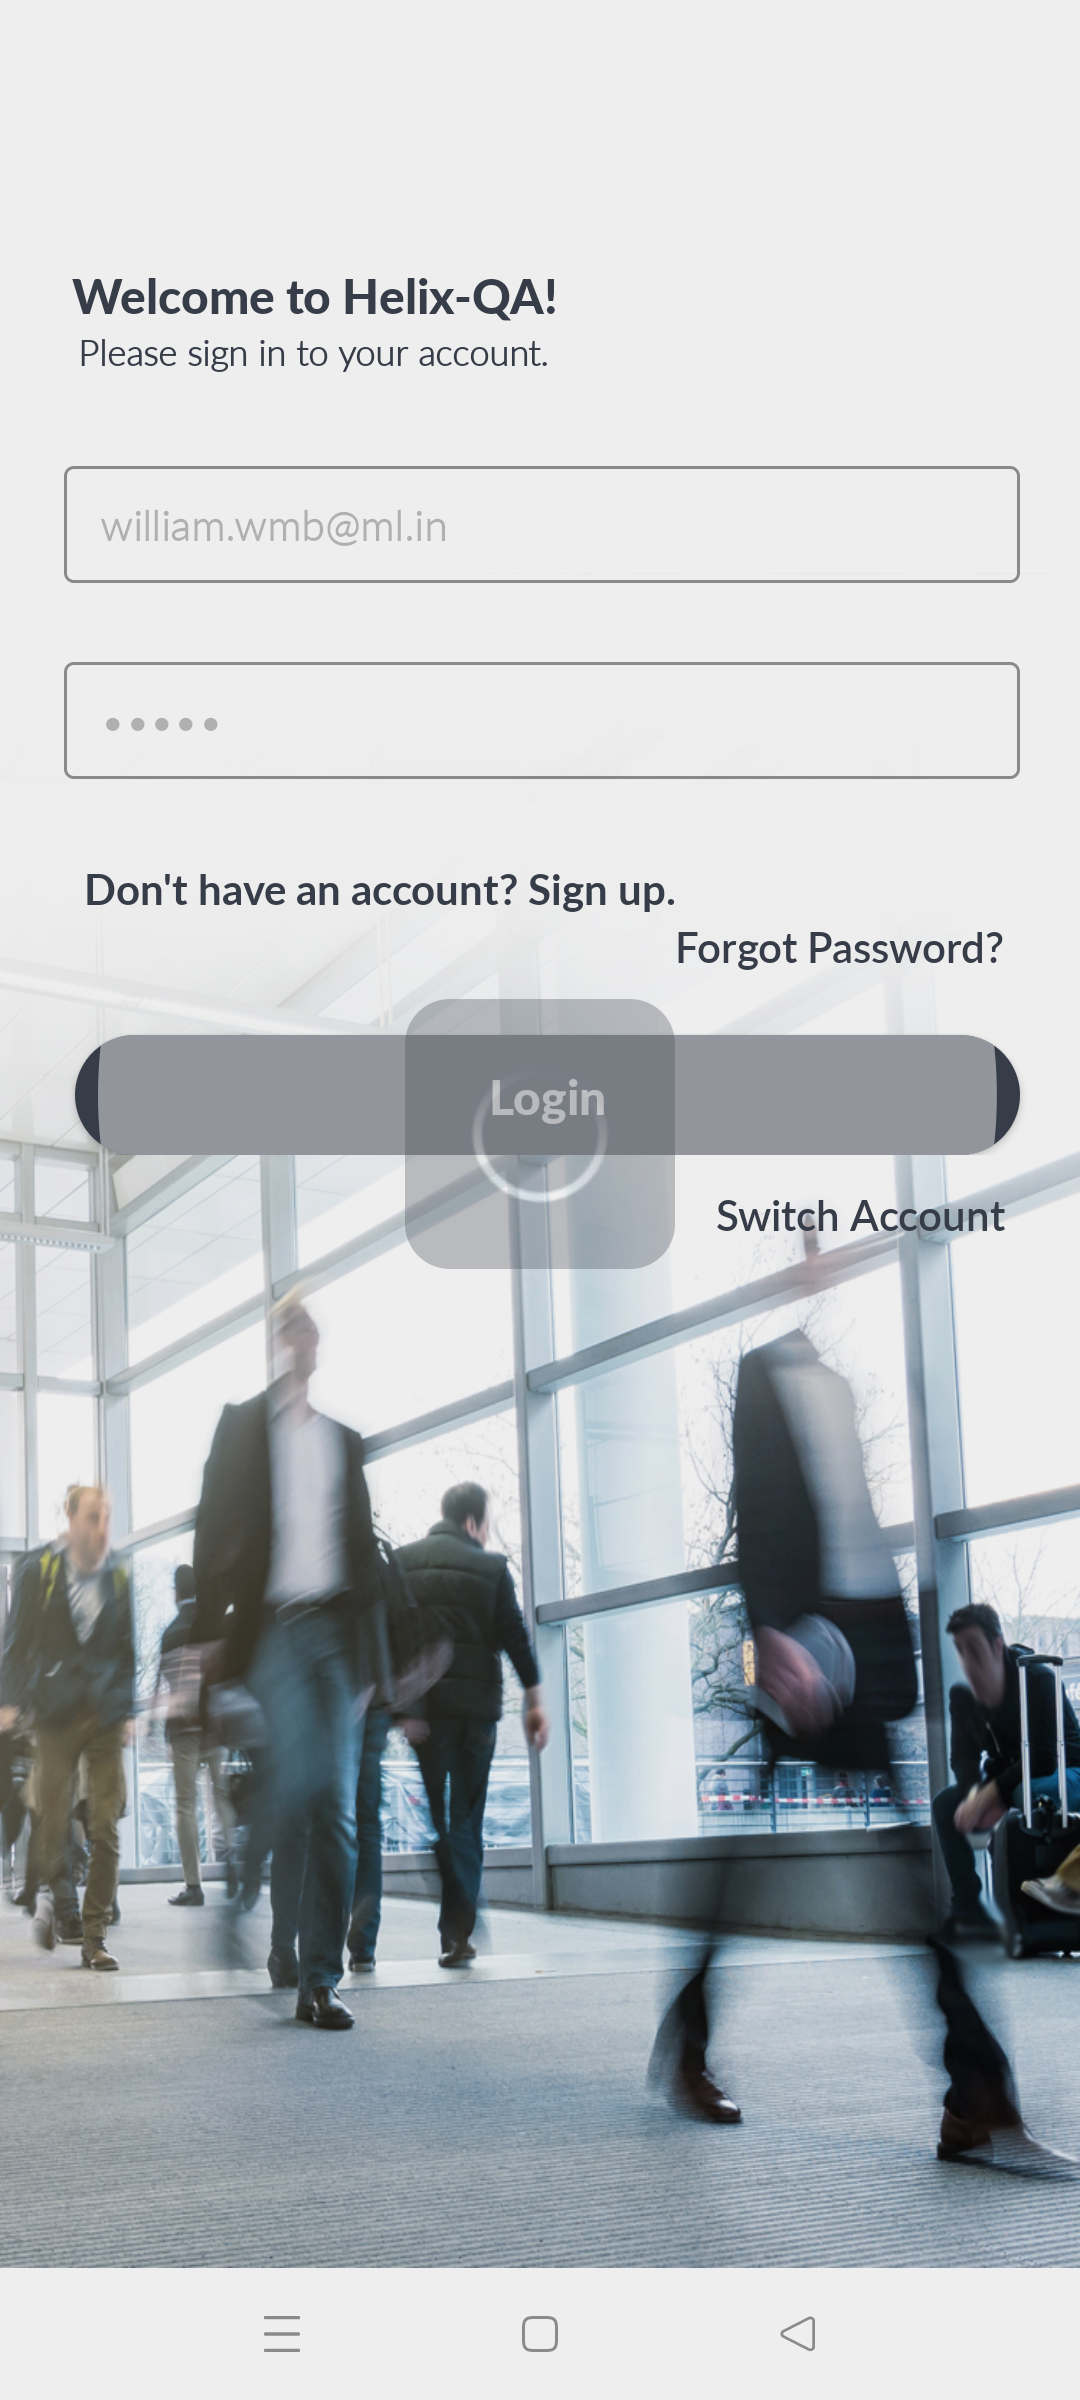 Welcome to Helix-QA!
Please sign in to your account.
william.wmb@ml.in
•••••
Don't have an account? Sign up.
Forgot Password?
Login
Switch Account